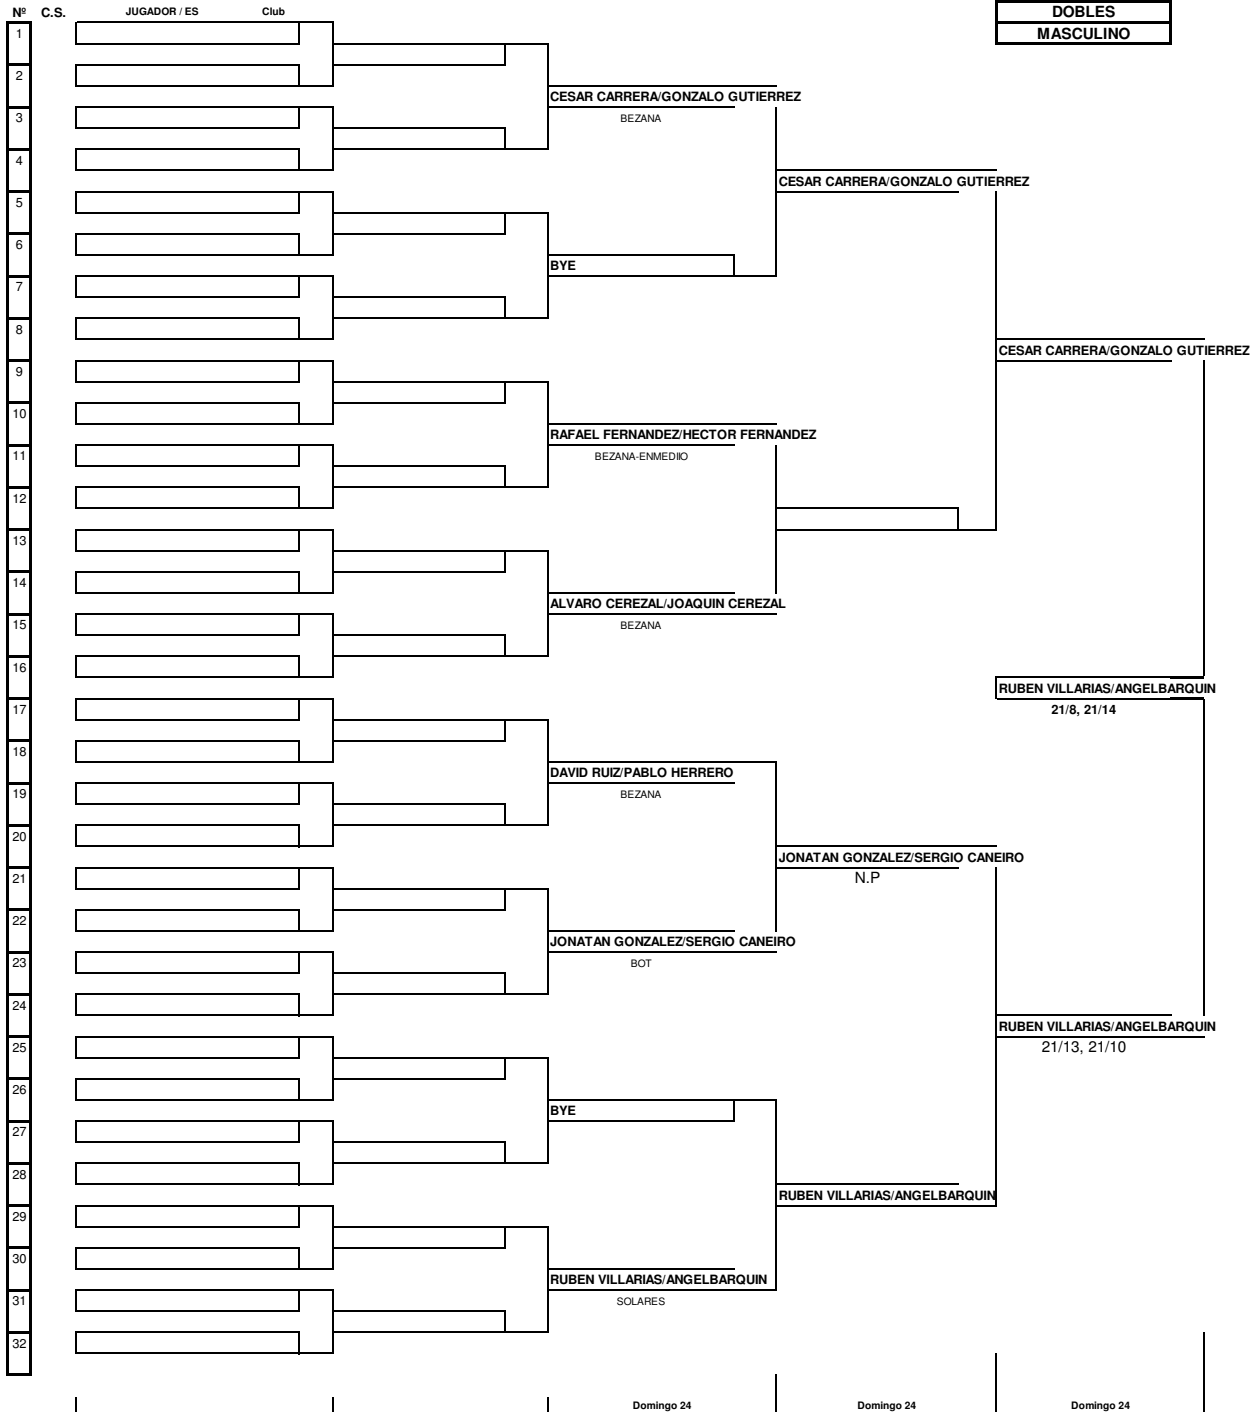 Nº C.S. JUGADOR / ES Club
DOBLES
MASCULINO
1
2
CESAR CARRERA/GONZALO GUTIERREZ
3
BEZANA
4
CESAR CARRERA/GONZALO GUTIERREZ
5
6
BYE
7
8
CESAR CARRERA/GONZALO GUTIERREZ
9
10
RAFAEL FERNANDEZ/HECTOR FERNANDEZ
11
BEZANA-ENMEDIIO
12
13
14
ALVARO CEREZAL/JOAQUIN CEREZAL
15
BEZANA
16
RUBEN VILLARIAS/ANGELBARQUIN
17
21/8, 21/14
18
DAVID RUIZ/PABLO HERRERO
19
BEZANA
20
JONATAN GONZALEZ/SERGIO CANEIRO
21
N.P
22
JONATAN GONZALEZ/SERGIO CANEIRO
23
BOT
24
RUBEN VILLARIAS/ANGELBARQUIN
25
21/13, 21/10
26
BYE
27
28
RUBEN VILLARIAS/ANGELBARQUIN
29
30
RUBEN VILLARIAS/ANGELBARQUIN
31
SOLARES
32
Domingo 24 Domingo 24 Domingo 24